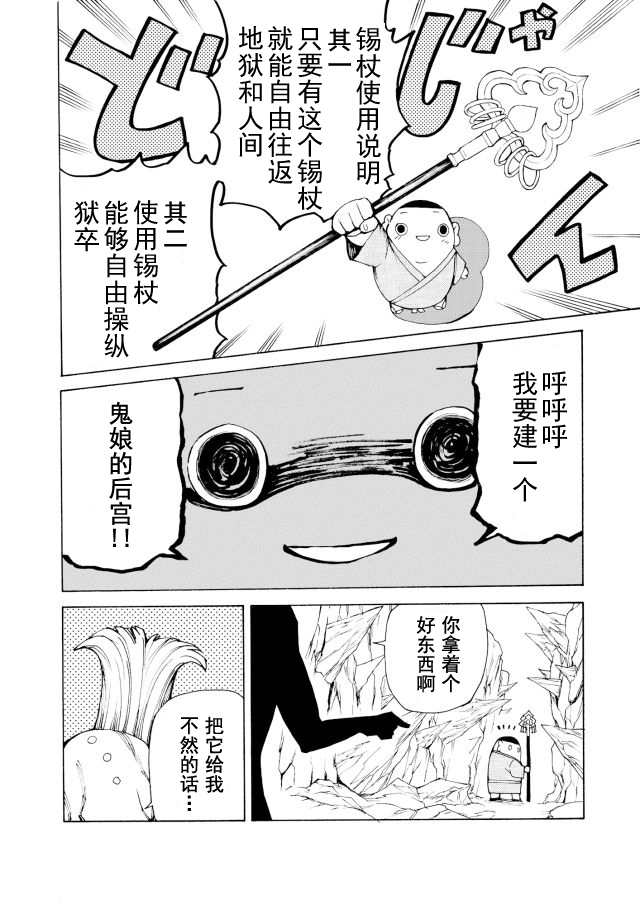 じゃん
どど
锡杖使用说明
其一
只要有这个锡杖
就能自由往返
地狱和人间
其二
使用锡杖
能够自由操纵
狱卒
呼呼呼
我要建一个
鬼娘的后宫!!
你拿着个
好东西啊
把它给我
不然的话…